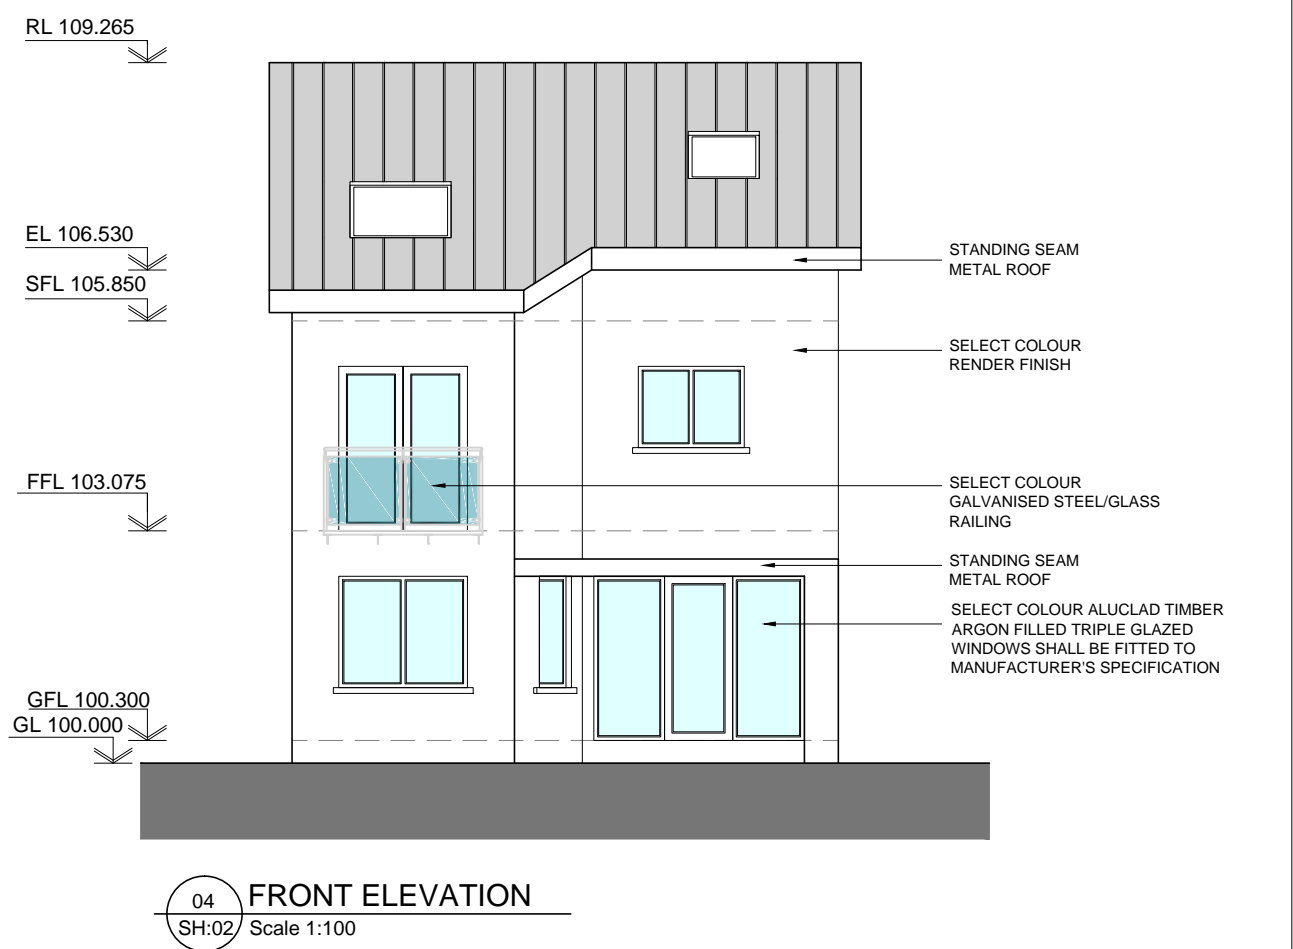 RL 109.265
EL 106.530
SFL 105.850
FFL 103.075
GFL 100.300
GL 100.000
STANDING SEAM
METAL ROOF
SELECT COLOUR
RENDER FINISH
SELECT COLOUR
GALVANISED STEEL/GLASS
RAILING
STANDING SEAM
METAL ROOF
SELECT COLOUR ALUCLAD TIMBER
ARGON FILLED TRIPLE GLAZED
WINDOWS SHALL BE FITTED TO
MANUFACTURER'S SPECIFICATION
04 FRONT ELEVATION
SH:02 Scale 1:100